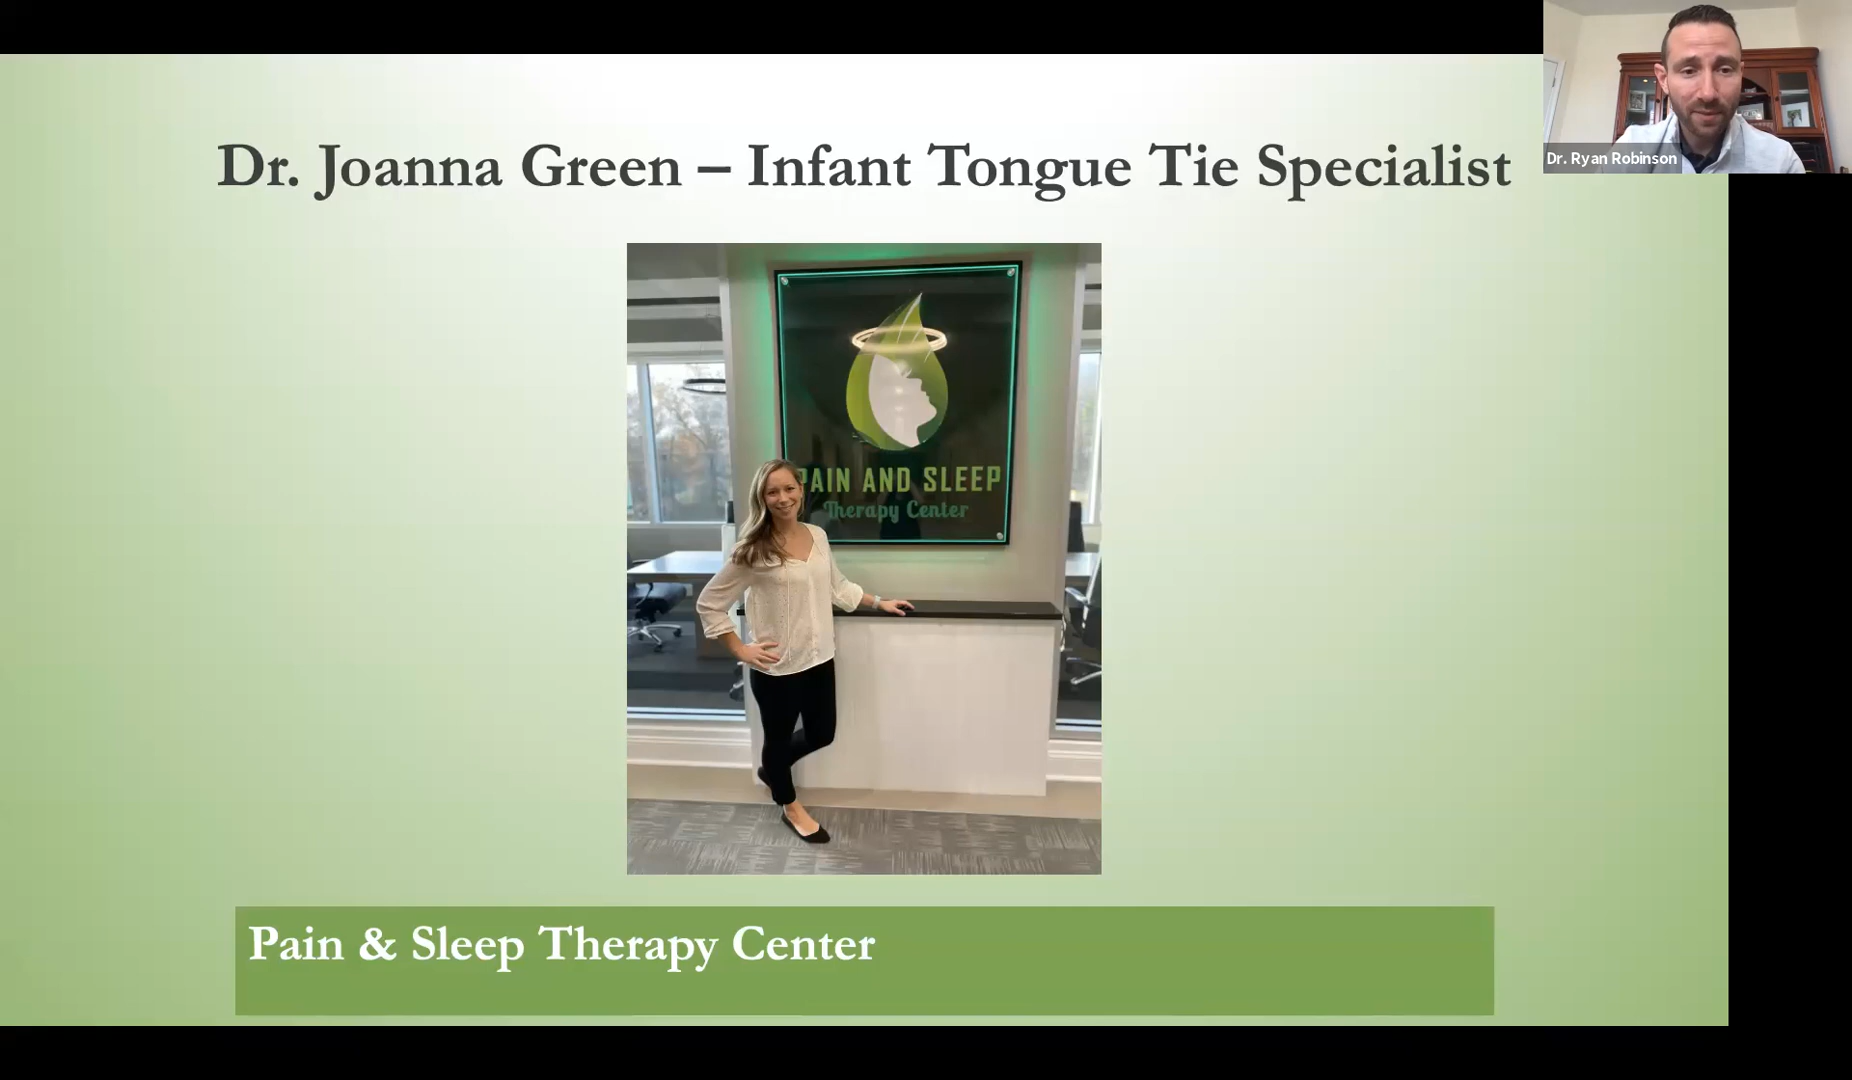 Dr. Joanna Green – Infant Tongue Tie Specialist
Dr. Ryan Robinson
PAIN AND SLEEP
Therapy Center
Pain & Sleep Therapy Center